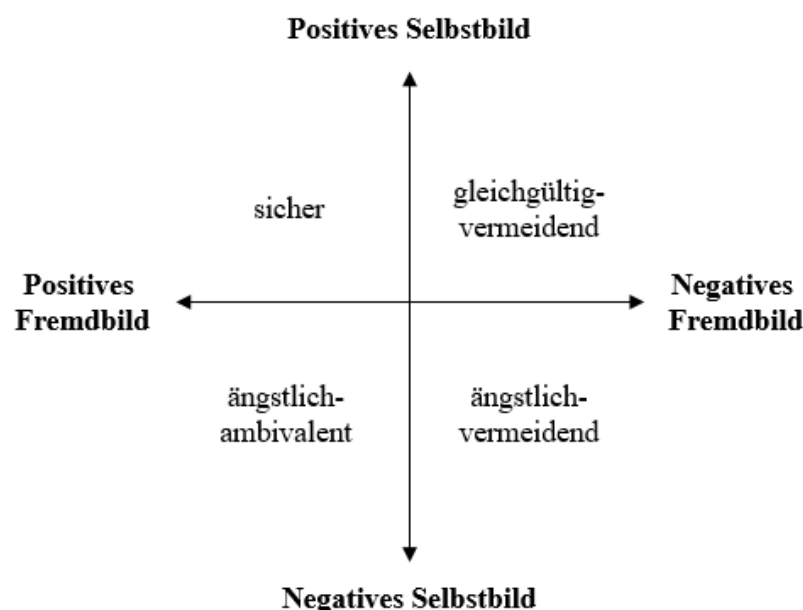 Positives Selbstbild
sicher
gleichgültig-
vermeidend
Positives
Fremdbild
Negatives
Fremdbild
ängstlich-
ambivalent
ängstlich-
vermeidend
Negatives Selbstbild